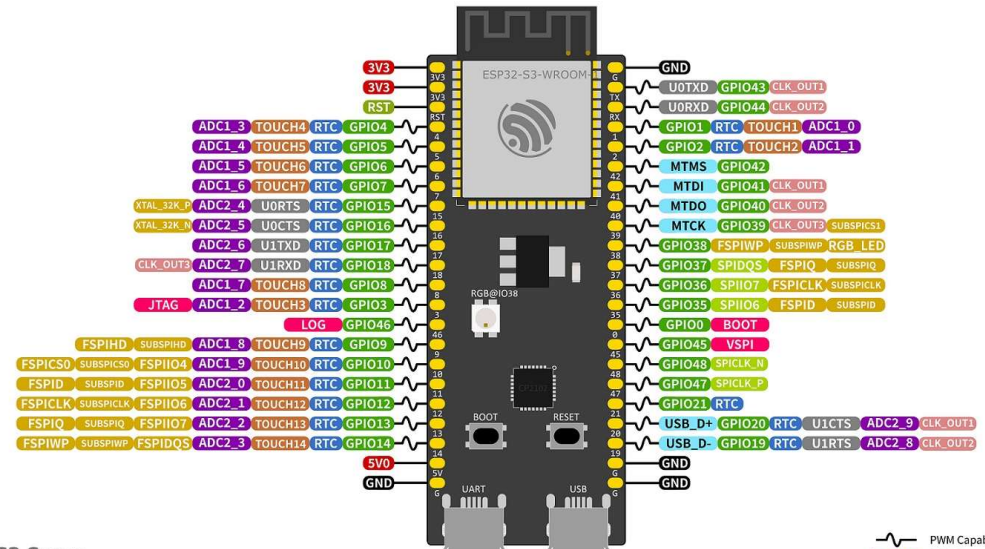 ESP32-S3-WROOM-1
3V3 3V3 GND G
3V3 3V3 U0TXD GPIO43 CLK_OUT1 TX
RST RST U0RXD GPIO44 CLK_OUT2 RX
ADC1_3 TOUCH4 RTC GPIO4 4 GPIO1 RTC TOUCH1 ADC1_0 1
ADC1_4 TOUCH5 RTC GPIO5 5 GPIO2 RTC TOUCH2 ADC1_1 2
ADC1_5 TOUCH6 RTC GPIO6 6 MTMS GPIO42 42
ADC1_6 TOUCH7 RTC GPIO7 7 MTDI GPIO41 CLK_OUT1 41
XTAL_32K_P ADC2_4 U0RTS RTC GPIO15 15 MTDO GPIO40 CLK_OUT2 40
XTAL_32K_N ADC2_5 U0CTS RTC GPIO16 16 MTCK GPIO39 CLK_OUT3 SUBSPICS1 39
ADC2_6 U1TXD RTC GPIO17 17 GPIO38 FSPIWP SUBSPIWP RGB_LED 38
CLK_OUT3 ADC2_7 U1RXD RTC GPIO18 18 GPIO37 SPIDQS FSPIQ SUBSPIQ 37
ADC1_7 TOUCH8 RTC GPIO8 8 GPIO36 SPIIO7 FSPICLK SUBSPICLK 36
RGB@IO38
JTAG ADC1_2 TOUCH3 RTC GPIO3 3 GPIO35 SPIIO6 FSPID SUBSPID 35
LOG GPIO46 46 GPIO0 BOOT 0
FSPIHD SUBSPIHD ADC1_8 TOUCH9 RTC GPIO9 9 GPIO45 VSPI 45
FSPICS0 SUBSPICS0 FSPIIO4 ADC1_9 TOUCH10 RTC GPIO10 10 GPIO48 SPICLK_N 48
FSPID SUBSPID FSPIIO5 ADC2_0 TOUCH11 RTC GPIO11 11 CP2102 GPIO47 SPICLK_P 47
FSPICLK SUBSPICLK FSPIIO6 ADC2_1 TOUCH12 RTC GPIO12 12 GPIO21 RTC 21
BOOT RESET
FSPIQ SUBSPIQ FSPIIO7 ADC2_2 TOUCH13 RTC GPIO13 13 USB_D+ GPIO20 RTC U1CTS ADC2_9 CLK_OUT1 20
FSPIWP SUBSPIWP FSPIDQS ADC2_3 TOUCH14 RTC GPIO14 14 USB_D- GPIO19 RTC U1RTS ADC2_8 CLK_OUT2 19
5V0 5V GND G
GND G GND G
UART USB
PWM Capab